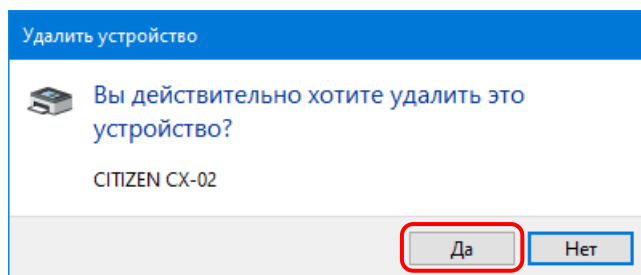 Удалить устройство
Вы действительно хотите удалить это
устройство?
CITIZEN CX-02
Да
Нет